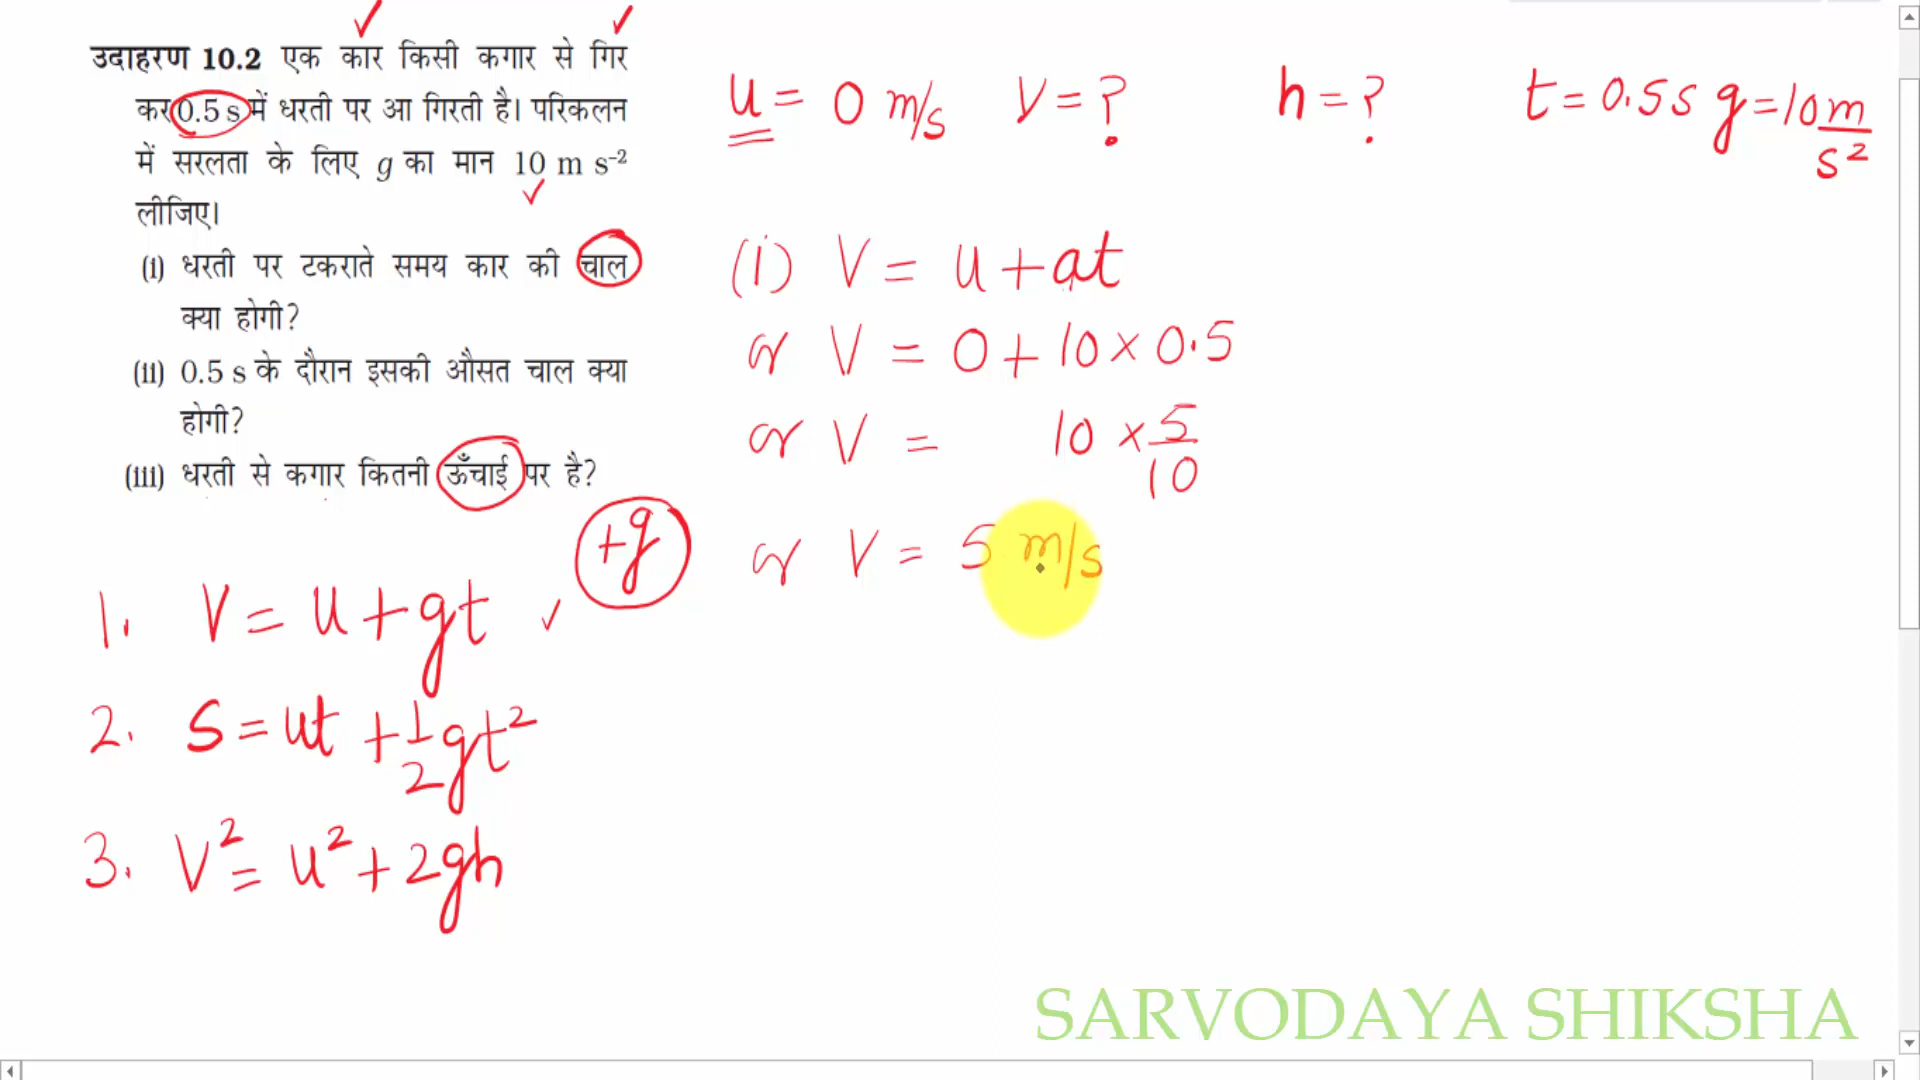 उदाहरण 10.2 एक कार किसी कगार से गिर
कर 0.5 s में धरती पर आ गिरती है। परिकलन
में सरलता के लिए g का मान 10 m s⁻²
लीजिए।
(i) धरती पर टकराते समय कार की चाल
क्या होगी?
(ii) 0.5 s के दौरान इसकी औसत चाल क्या
होगी?
(iii) धरती से कगार कितनी ऊँचाई पर है?
+g
1. V = u + gt
2. S = ut + 1/2 gt²
3. V² = u² + 2gh
u = 0 m/s V = ? h = ? t = 0.5s g = 10 m/s²
(i) V = u + at
or V = 0 + 10 × 0.5
or V = 10 × 5/10
or V = 5 m/s
SARVODAYA SHIKSHA